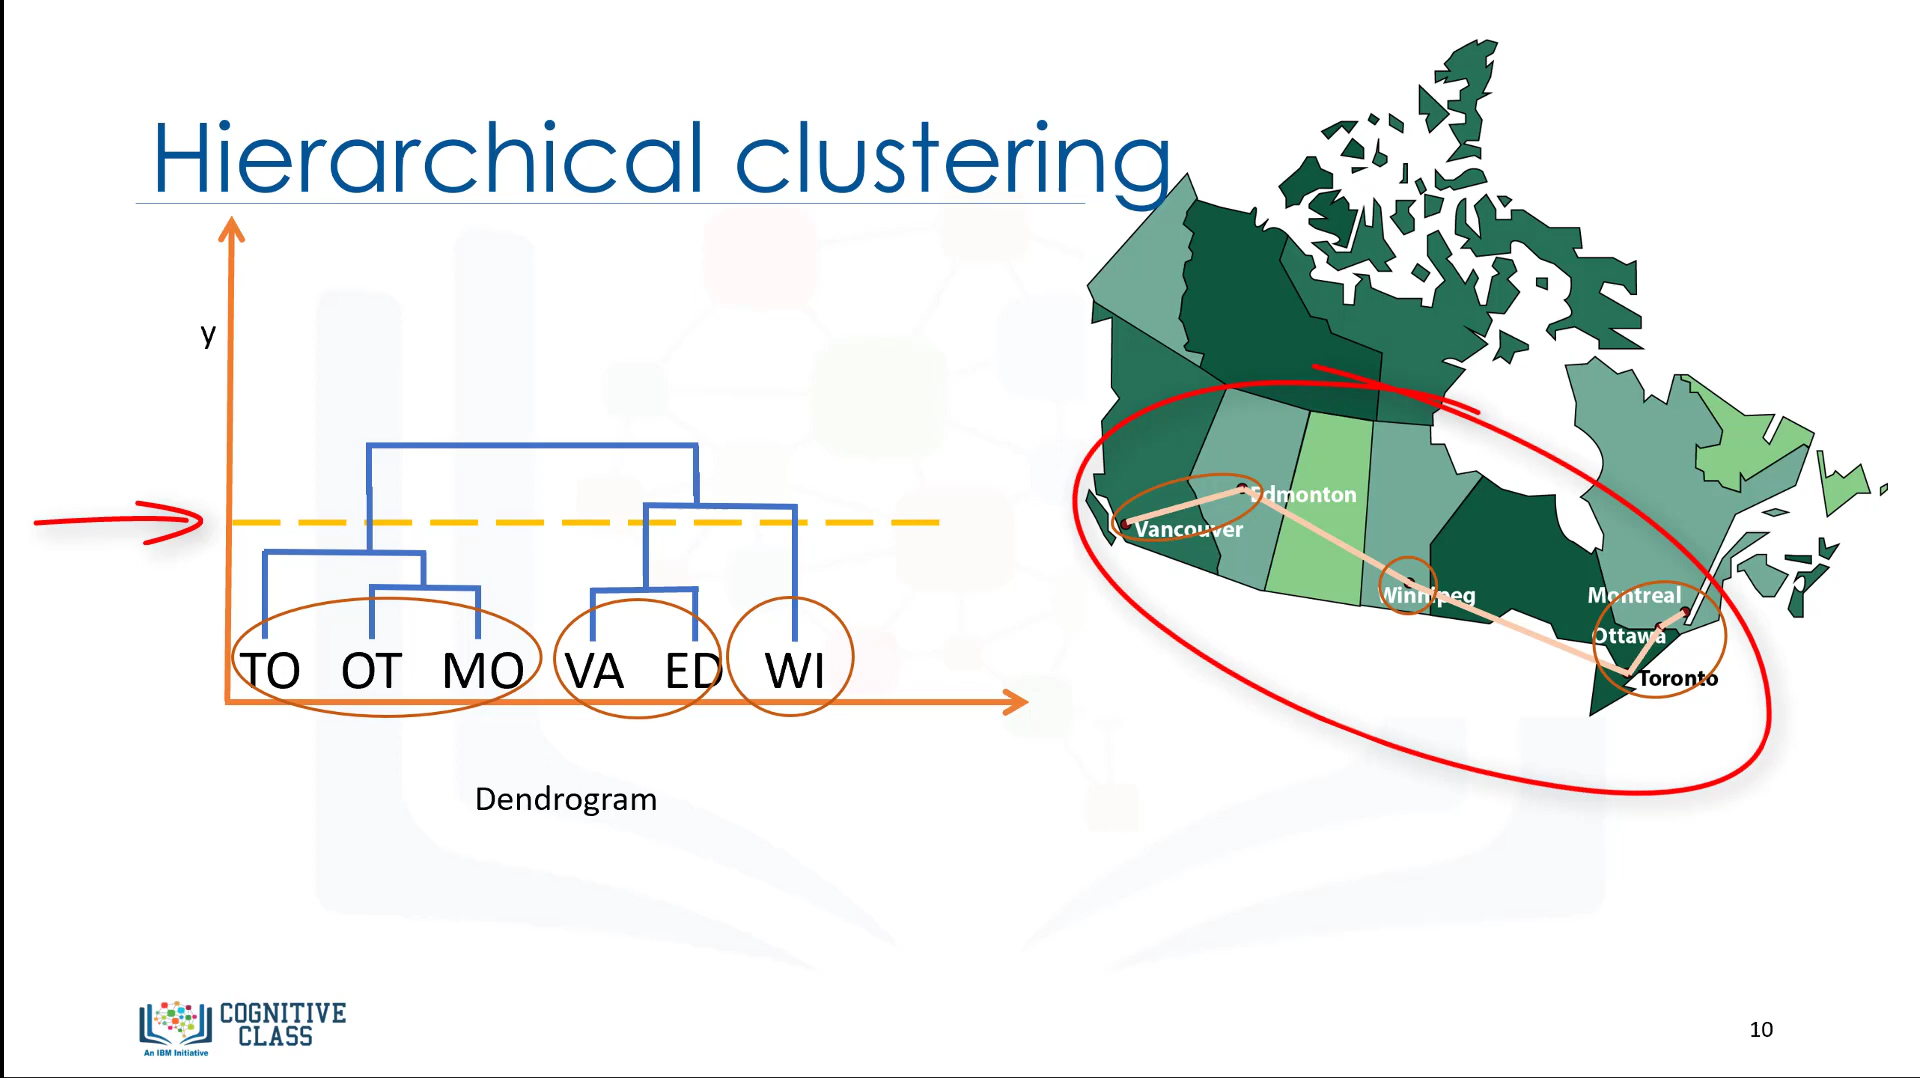 Hierarchical clustering
y
TO OT MO VA ED WI
Dendrogram
Edmonton
Vancouver
Winnipeg
Montreal
Ottawa
Toronto
COGNITIVE
CLASS
An IBM Initiative
10